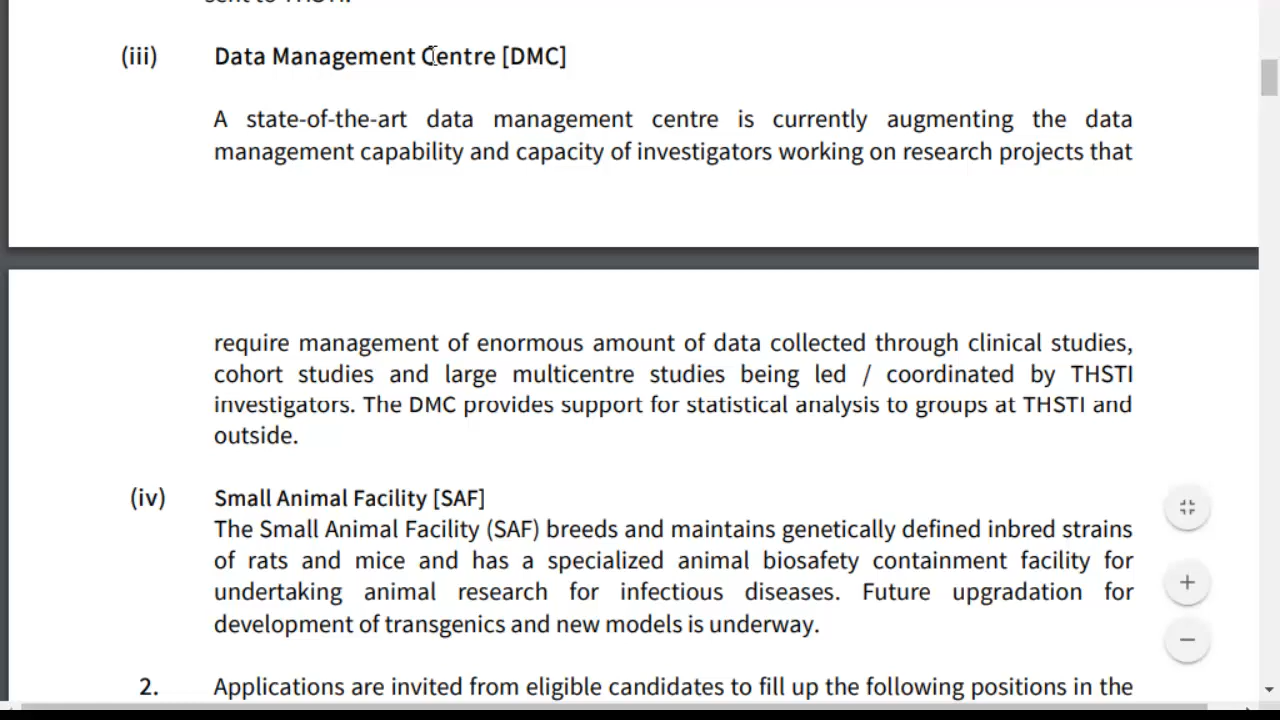 sent to THSTI.
(iii) Data Management Centre [DMC]
A state-of-the-art data management centre is currently augmenting the data
management capability and capacity of investigators working on research projects that
require management of enormous amount of data collected through clinical studies,
cohort studies and large multicentre studies being led / coordinated by THSTI
investigators. The DMC provides support for statistical analysis to groups at THSTI and
outside.
(iv) Small Animal Facility [SAF]
The Small Animal Facility (SAF) breeds and maintains genetically defined inbred strains
of rats and mice and has a specialized animal biosafety containment facility for
undertaking animal research for infectious diseases. Future upgradation for
development of transgenics and new models is underway.
2. Applications are invited from eligible candidates to fill up the following positions in the